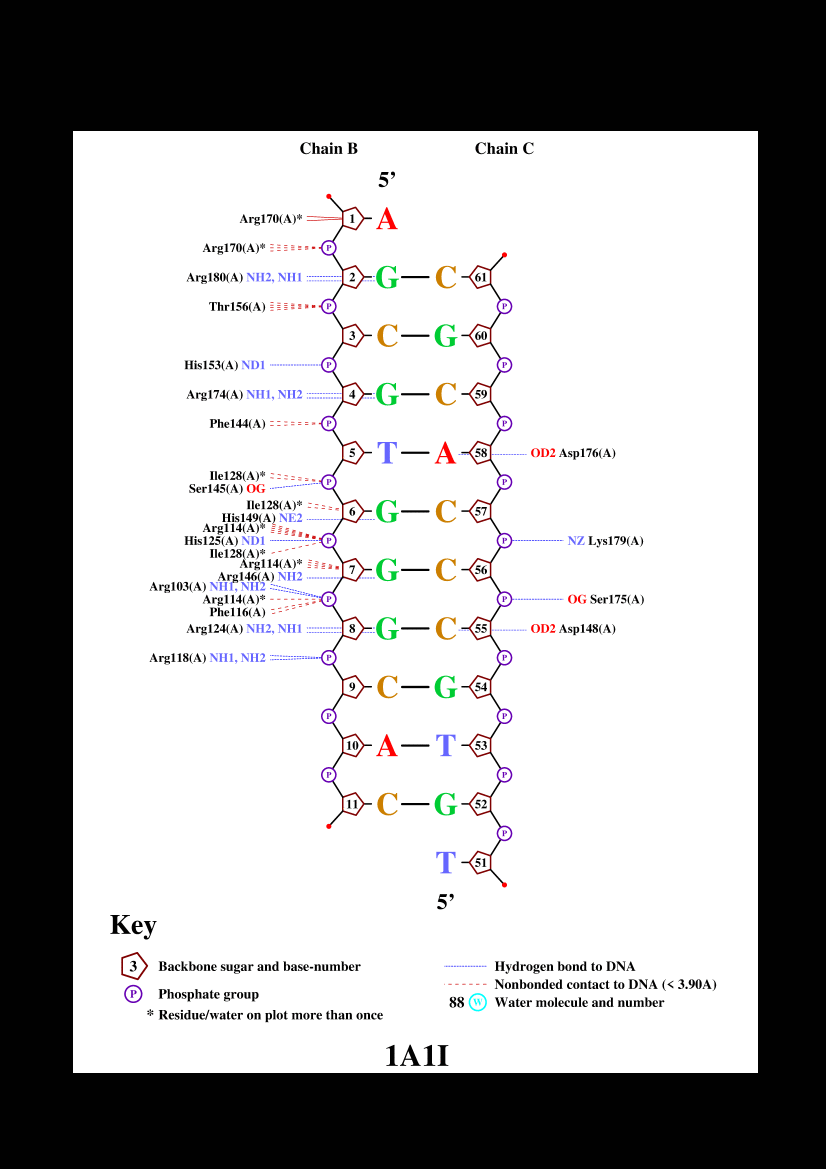 Chain B Chain C
5’
Arg170(A)* 1 A
Arg170(A)* P
Arg180(A) NH2, NH1 2 G C 61
Thr156(A) P P
3 C G 60
His153(A) ND1 P P
Arg174(A) NH1, NH2 4 G C 59
Phe144(A) P P
5 T A 58 OD2 Asp176(A)
Ile128(A)*
P P
Ser145(A) OG
Ile128(A)*
6 G C 57
His149(A) NE2
Arg114(A)*
His125(A) ND1 P P NZ Lys179(A)
Ile128(A)*
Arg114(A)*
7 G C 56
Arg146(A) NH2
Arg103(A) NH1, NH2
Arg114(A)* P P OG Ser175(A)
Phe116(A)
Arg124(A) NH2, NH1 8 G C 55 OD2 Asp148(A)
Arg118(A) NH1, NH2 P P
9 C G 54
P P
10 A T 53
P P
11 C G 52
P
T 51
5’
Key
3 Backbone sugar and base-number
P Phosphate group
* Residue/water on plot more than once
Hydrogen bond to DNA
Nonbonded contact to DNA (< 3.90A)
88 W Water molecule and number
1A1I